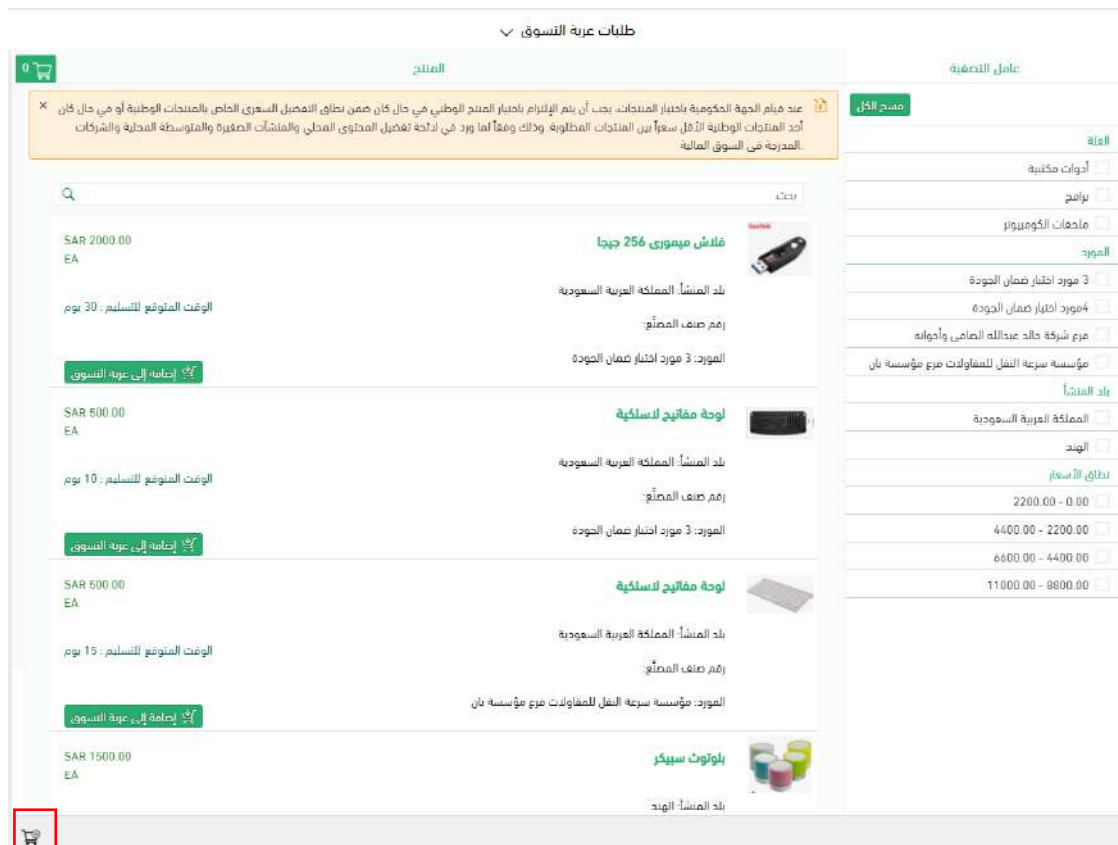 طلبات عربة التسوق
عامل التصفية
المنتج
0
مسح الكل
عند قيام الجهة الحكومية باختيار المنتجات، يجب أن يتم الإلتزام باختيار المنتج الوطني في حال كان ضمن نطاق التفضيل السعري الخاص بالمنتجات الوطنية أو في حال كان
أحد المنتجات الوطنية الأقل سعراً بين المنتجات المطلوبة. وذلك وفقاً لما ورد في لائحة تفضيل المحتوى المحلي والمنشآت الصغيرة والمتوسطة المحلية والشركات
المدرجة في السوق المالية.
الفئة
أدوات مكتبية
برامج
ملحقات الكومبيوتر
المورد
3 مورد اختبار ضمان الجودة
4مورد اختبار ضمان الجودة
فرع شركة خالد عبدالله الصافي وأخوانه
مؤسسة سرعة النقل للمقاولات فرع مؤسسة بان
بلد المنشأ
المملكة العربية السعودية
الهند
نطاق الأسعار
2200.00 - 0.00
4400.00 - 2200.00
6600.00 - 4400.00
11000.00 - 8800.00
بحث
SanDisk
فلاش ميموري 256 جيجا
SAR 2000.00
EA
بلد المنشأ: المملكة العربية السعودية
الوقت المتوقع للتسليم : 30 يوم
رقم صنف المصنّع:
المورد: 3 مورد اختبار ضمان الجودة
إضافة إلى عربة التسوق
لوحة مفاتيح لاسلكية
SAR 500.00
EA
بلد المنشأ: المملكة العربية السعودية
الوقت المتوقع للتسليم : 10 يوم
رقم صنف المصنّع:
المورد: 3 مورد اختبار ضمان الجودة
إضافة إلى عربة التسوق
لوحة مفاتيح لاسلكية
SAR 500.00
EA
بلد المنشأ: المملكة العربية السعودية
الوقت المتوقع للتسليم : 15 يوم
رقم صنف المصنّع:
المورد: مؤسسة سرعة النقل للمقاولات فرع مؤسسة بان
إضافة إلى عربة التسوق
بلوتوث سبيكر
SAR 1500.00
EA
بلد المنشأ: الهند